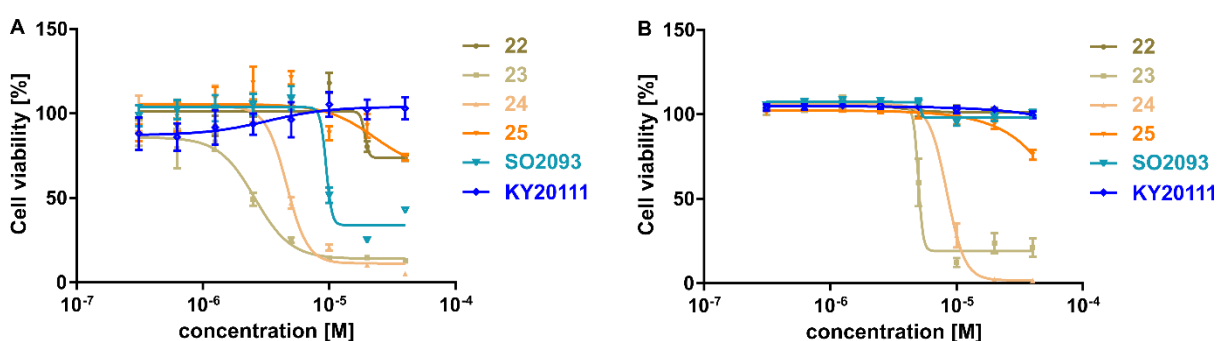 A
Cell viability [%]
150
100
50
0
10-7
10-6
10-5
10-4
concentration [M]
22
23
24
25
SO2093
KY20111
B
Cell viability [%]
150
100
50
0
10-7
10-6
10-5
10-4
concentration [M]
22
23
24
25
SO2093
KY20111